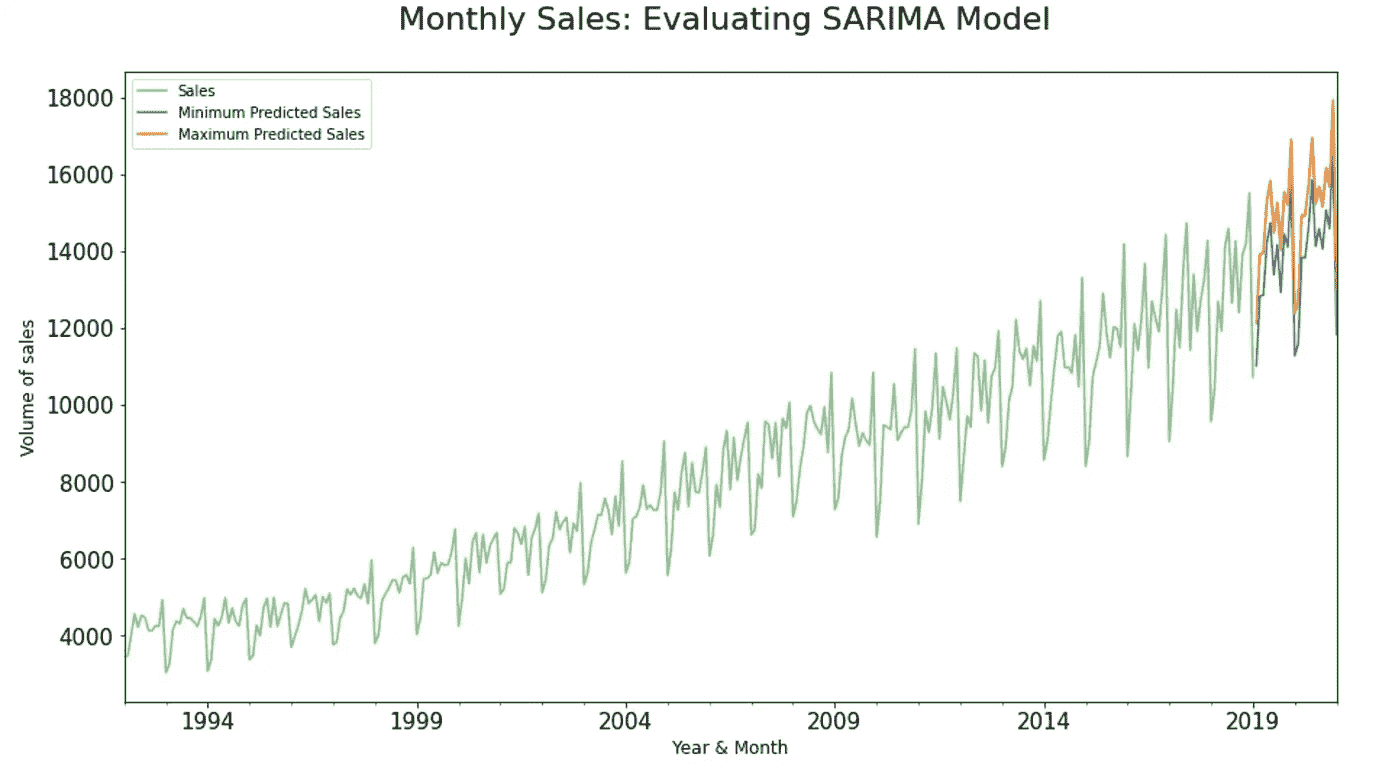 Monthly Sales: Evaluating SARIMA Model
Sales
Minimum Predicted Sales
Maximum Predicted Sales
18000
16000
14000
12000
10000
8000
6000
4000
Volume of sales
1994 1999 2004 2009 2014 2019
Year & Month